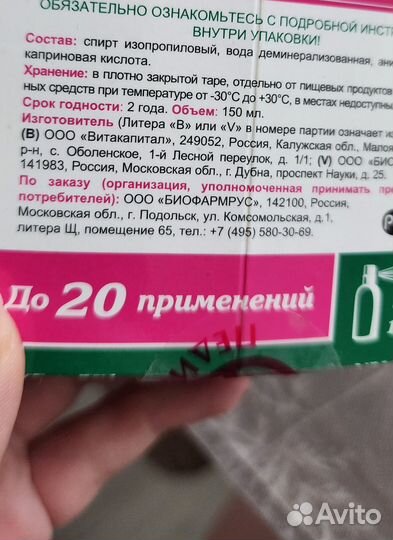 ОБЯЗАТЕЛЬНО ОЗНАКОМЬТЕСЬ С ПОДРОБНОЙ
ВНУТРИ УПАКОВКИ!
Состав: спирт изопропиловый, вода деминерализованная,
каприновая кислота.
Хранение: в плотно закрытой таре, отдельно от пищевых продуктов
ных средств при температуре от -30°С до +30°С, в местах недоступны
Срок годности: 2 года. Объем: 150 мл.
Изготовитель (Литера «В» или «V») в номере партии означает из
(В) ООО «Витакапитал», 249052, Россия, Калужская обл., Малоя
р-н, с. Оболенское, 1-й Лесной переулок, д. 1/1; (V) ООО «БИО
141983, Россия, Московская обл., г. Дубна, проспект Науки, д. 25.
По заказу (организация, уполномоченная принимать пре
потребителей): ООО «БИОФАРМРУС», 142100, Россия,
Московская обл., г. Подольск, ул. Комсомольская, д.1,
литера Щ, помещение 65, тел.: +7 (495) 580-30-69.
До 20 применений
Avito